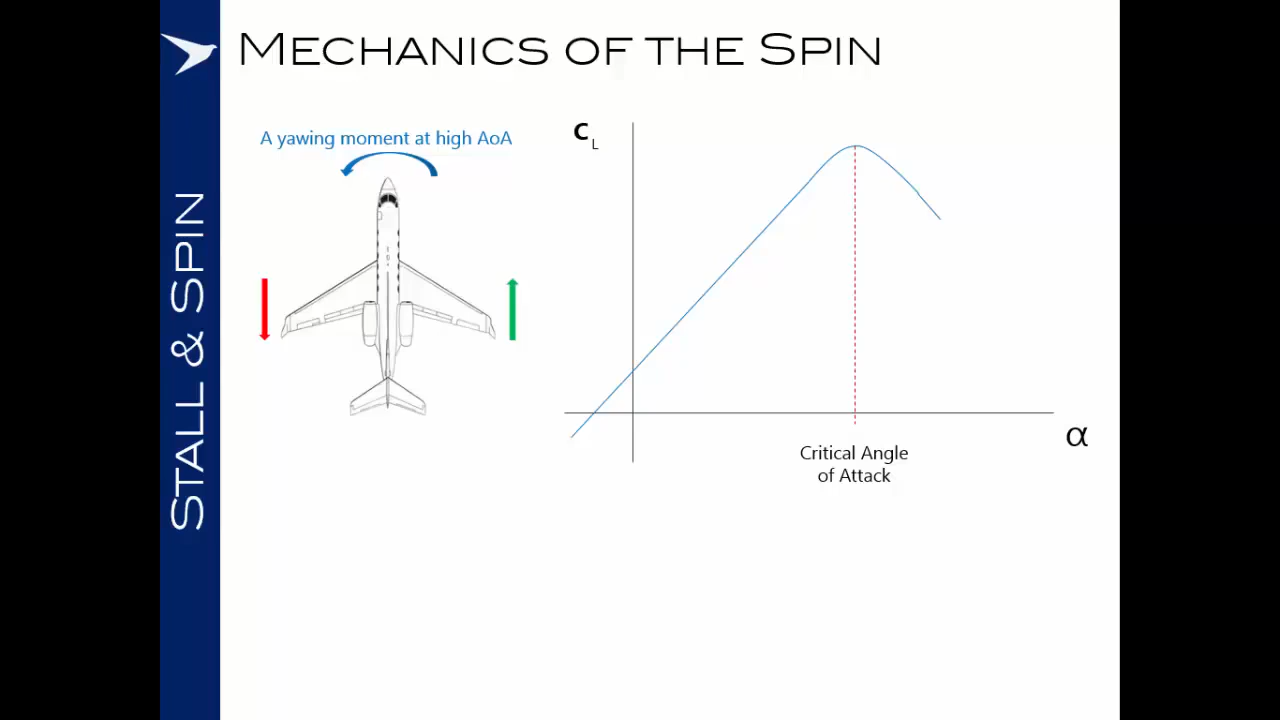 MECHANICS OF THE SPIN
STALL & SPIN
A yawing moment at high AoA
CL
α
Critical Angle
of Attack